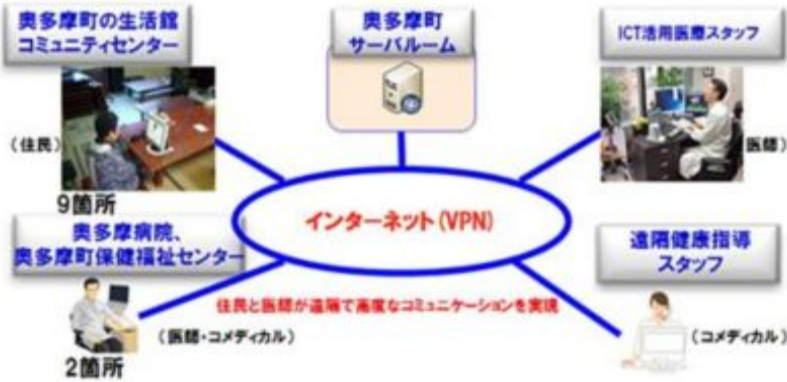 奥多摩町の生活館
コミュニティセンター
奥多摩町
サーバルーム
ICT活用医療スタッフ
(住民)
医師)
9箇所
インターネット(VPN)
奥多摩病院、
奥多摩町保健福祉センター
遠隔健康指導
スタッフ
住民と医師が遠隔で高度なコミュニケーションを実現
(医師・コメディカル)
(コメディカル)
2箇所